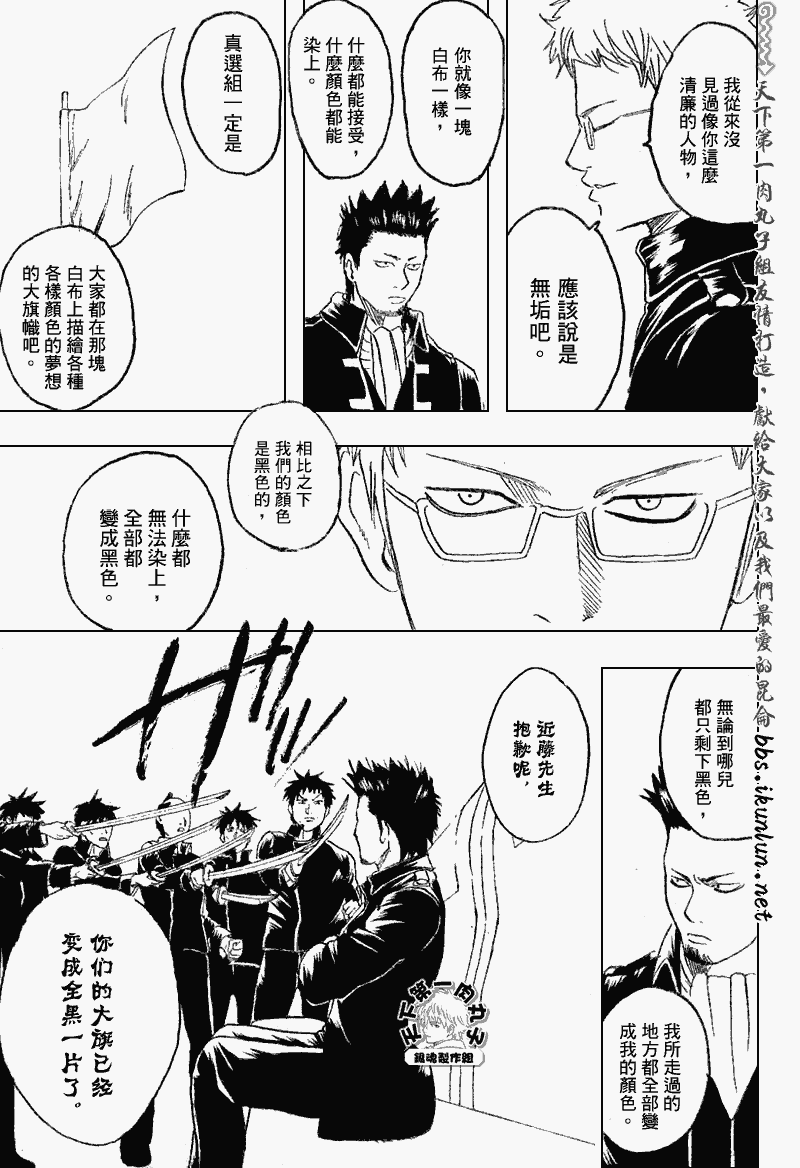 我從來沒
見過像你這麼
清廉的人物，
應該說是
無垢吧。
你就像一塊
白布一樣，
什麼都能接受，
什麼顏色都能
染上。
真選組一定是
大家都在那塊
白布上描繪各種
各樣顏色的夢想
的大旗幟吧。
相比之下
我們的顏色
是黑色的，
什麼都
無法染上，
全部都
變成黑色。
無論到哪兒
都只剩下黑色，
我所走過的
地方都全部變
成我的顏色。
近藤先生
抱歉呢，
你们的大旗已经
变成全黑一片了。
天下第一肉丸子
銀魂製作組
天下第一肉丸子組友情打造，獻給大家以及我們最愛的昆侖-bbs.ikunlun.net